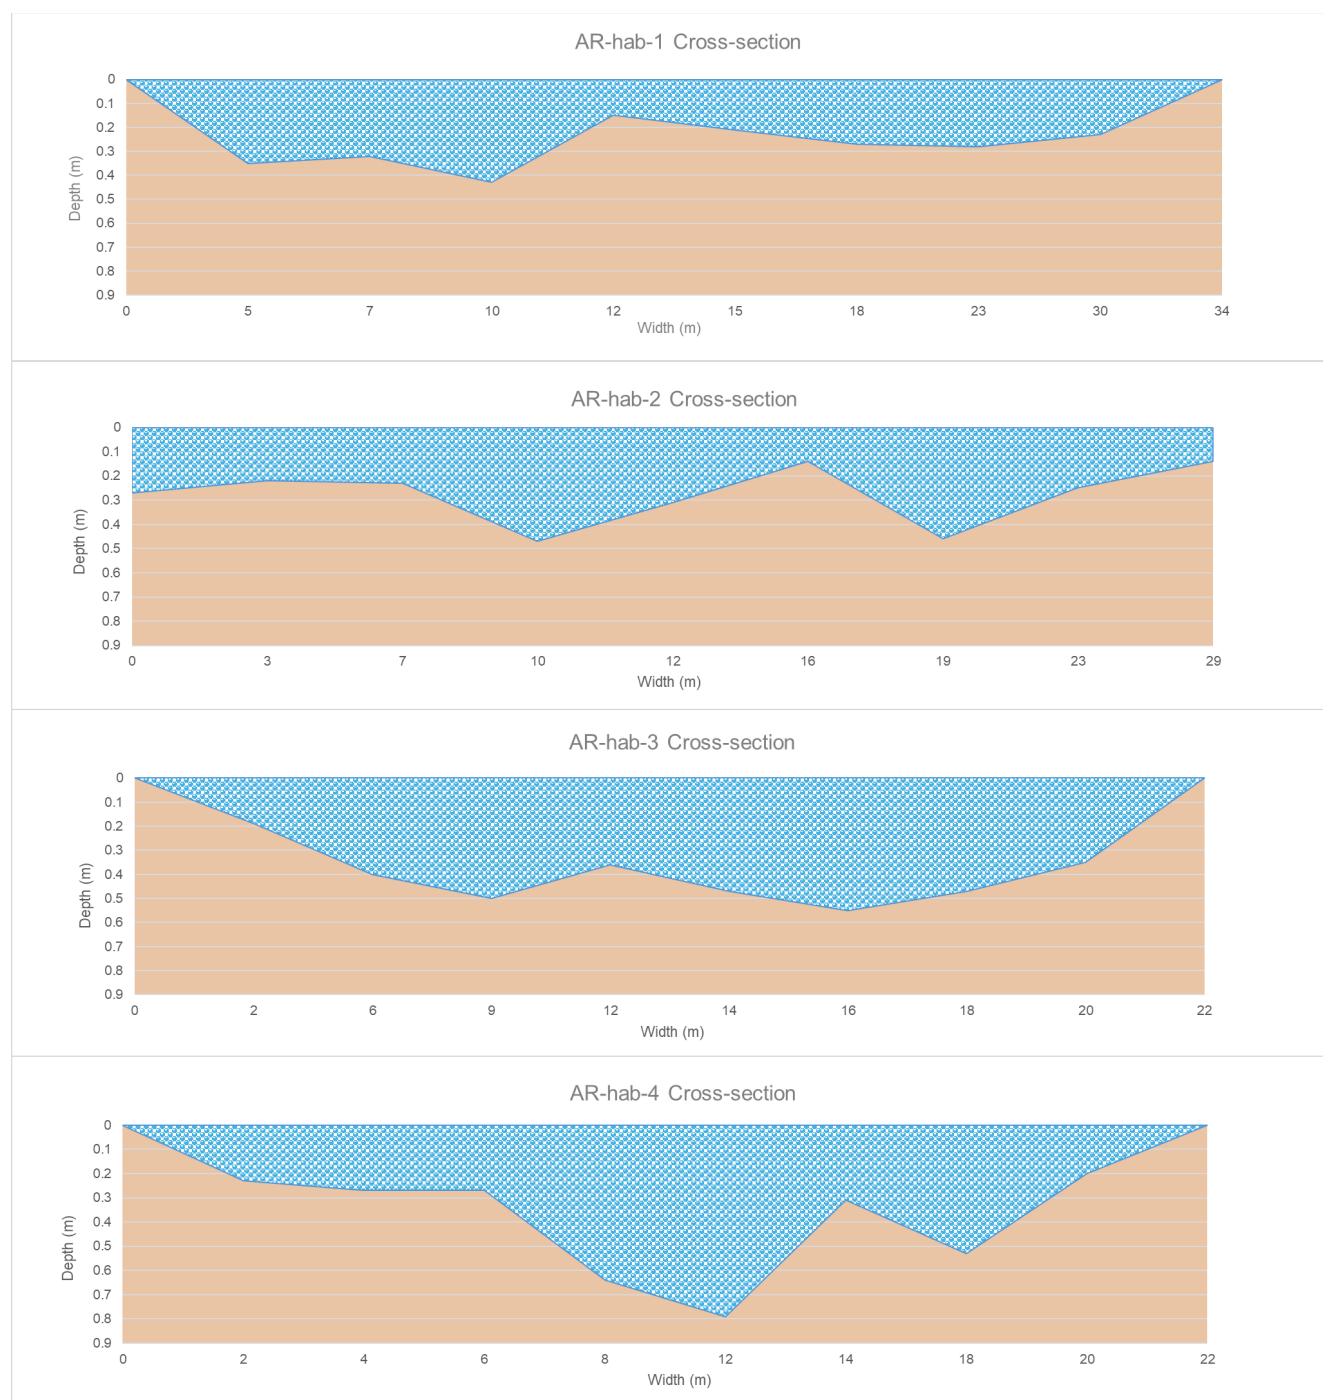 AR-hab-1 Cross-section
0
0.1
0.2
0.3
0.4
0.5
0.6
0.7
0.8
0.9
Depth (m)
0 5 7 10 12 15 18 23 30 34
Width (m)
AR-hab-2 Cross-section
0
0.1
0.2
0.3
0.4
0.5
0.6
0.7
0.8
0.9
Depth (m)
0 3 7 10 12 16 19 23 29
Width (m)
AR-hab-3 Cross-section
0
0.1
0.2
0.3
0.4
0.5
0.6
0.7
0.8
0.9
Depth (m)
0 2 6 9 12 14 16 18 20 22
Width (m)
AR-hab-4 Cross-section
0
0.1
0.2
0.3
0.4
0.5
0.6
0.7
0.8
0.9
Depth (m)
0 2 4 6 8 12 14 18 20 22
Width (m)